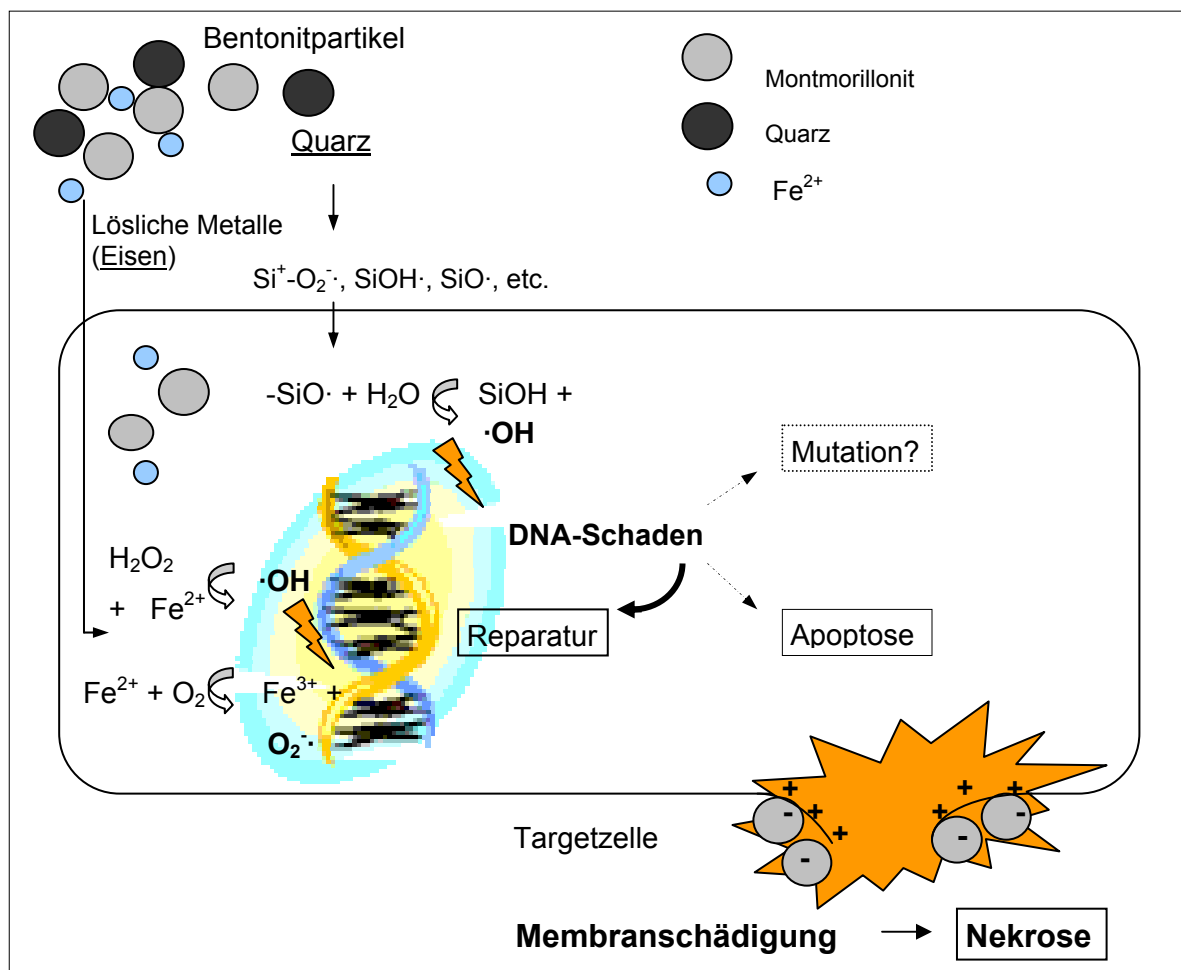 Bentonitpartikel
Montmorillonit
Quarz
Quarz
Fe²⁺
Lösliche Metalle
(Eisen)
Si⁺-O₂⁻·, SiOH·, SiO·, etc.
-SiO· + H₂O SiOH +
·OH
Mutation?
DNA-Schaden
H₂O₂
·OH
+ Fe²⁺
Reparatur
Apoptose
Fe²⁺ + O₂ Fe³⁺ +
O₂⁻·
+ + + + + +
- - - -
Targetzelle
Membranschädigung
Nekrose